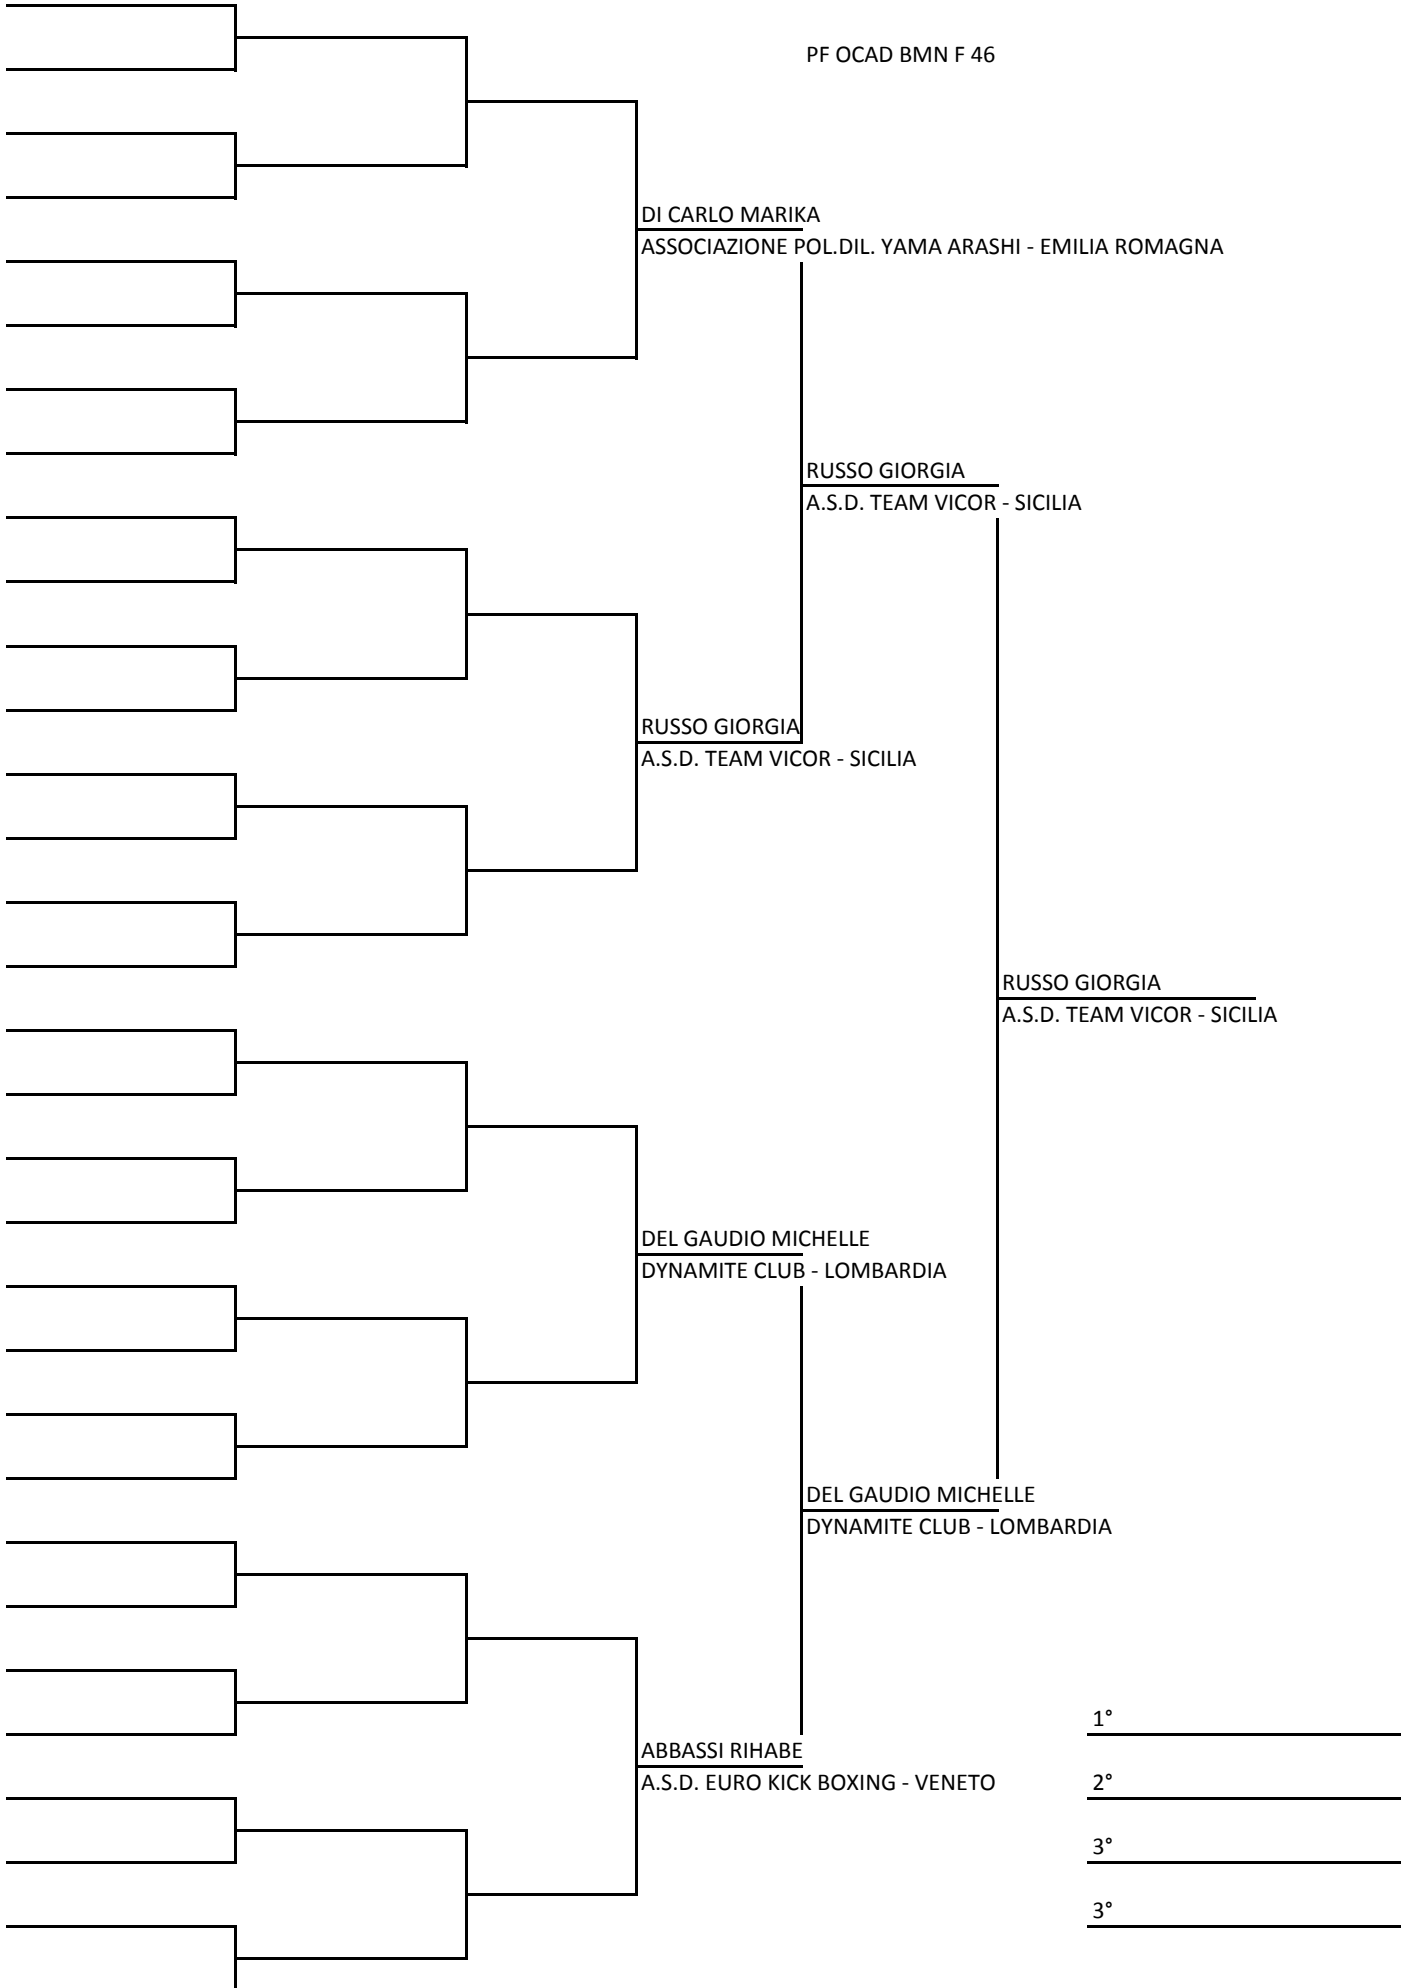 PF OCAD BMN F 46
DI CARLO MARIKA
ASSOCIAZIONE POL.DIL. YAMA ARASHI - EMILIA ROMAGNA
RUSSO GIORGIA
A.S.D. TEAM VICOR - SICILIA
RUSSO GIORGIA
A.S.D. TEAM VICOR - SICILIA
RUSSO GIORGIA
A.S.D. TEAM VICOR - SICILIA
DEL GAUDIO MICHELLE
DYNAMITE CLUB - LOMBARDIA
DEL GAUDIO MICHELLE
DYNAMITE CLUB - LOMBARDIA
1°
ABBASSI RIHABE
A.S.D. EURO KICK BOXING - VENETO
2°
3°
3°